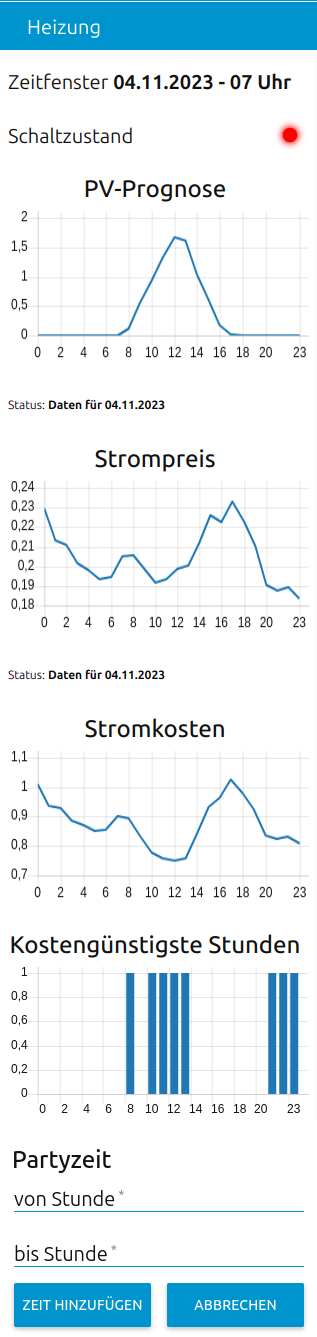 Heizung
Zeitfenster 04.11.2023 - 07 Uhr
Schaltzustand
PV-Prognose
2
1,5
1
0,5
0
0 2 4 6 8 10 12 14 16 18 20 23
Status: Daten für 04.11.2023
Strompreis
0,24
0,23
0,22
0,21
0,2
0,19
0,18
0 2 4 6 8 10 12 14 16 18 20 23
Status: Daten für 04.11.2023
Stromkosten
1,1
1
0,9
0,8
0,7
0 2 4 6 8 10 12 14 16 18 20 23
Kostengünstigste Stunden
1
0,8
0,6
0,4
0,2
0
0 2 4 6 8 10 12 14 16 18 20 23
Partyzeit
von Stunde *
bis Stunde *
ZEIT HINZUFÜGEN ABBRECHEN